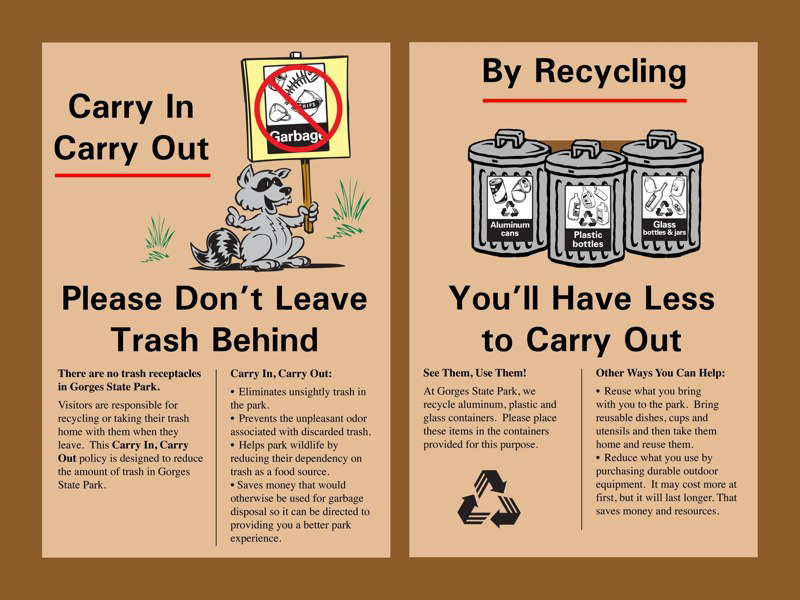 Carry In
Carry Out
CHIPS
Garbage
Please Don't Leave
Trash Behind
There are no trash receptacles
in Gorges State Park.
Visitors are responsible for
recycling or taking their trash
home with them when they
leave. This Carry In, Carry
Out policy is designed to reduce
the amount of trash in Gorges
State Park.
Carry In, Carry Out:
• Eliminates unsightly trash in
the park.
• Prevents the unpleasant odor
associated with discarded trash.
• Helps park wildlife by
reducing their dependency on
trash as a food source.
• Saves money that would
otherwise be used for garbage
disposal so it can be directed to
providing you a better park
experience.
By Recycling
Aluminum
cans
Plastic
bottles
Glass
bottles & jars
You'll Have Less
to Carry Out
See Them, Use Them!
At Gorges State Park, we
recycle aluminum, plastic and
glass containers. Please place
these items in the containers
provided for this purpose.
Other Ways You Can Help:
• Reuse what you bring
with you to the park. Bring
reusable dishes, cups and
utensils and then take them
home and reuse them.
• Reduce what you use by
purchasing durable outdoor
equipment. It may cost more at
first, but it will last longer. That
saves money and resources.